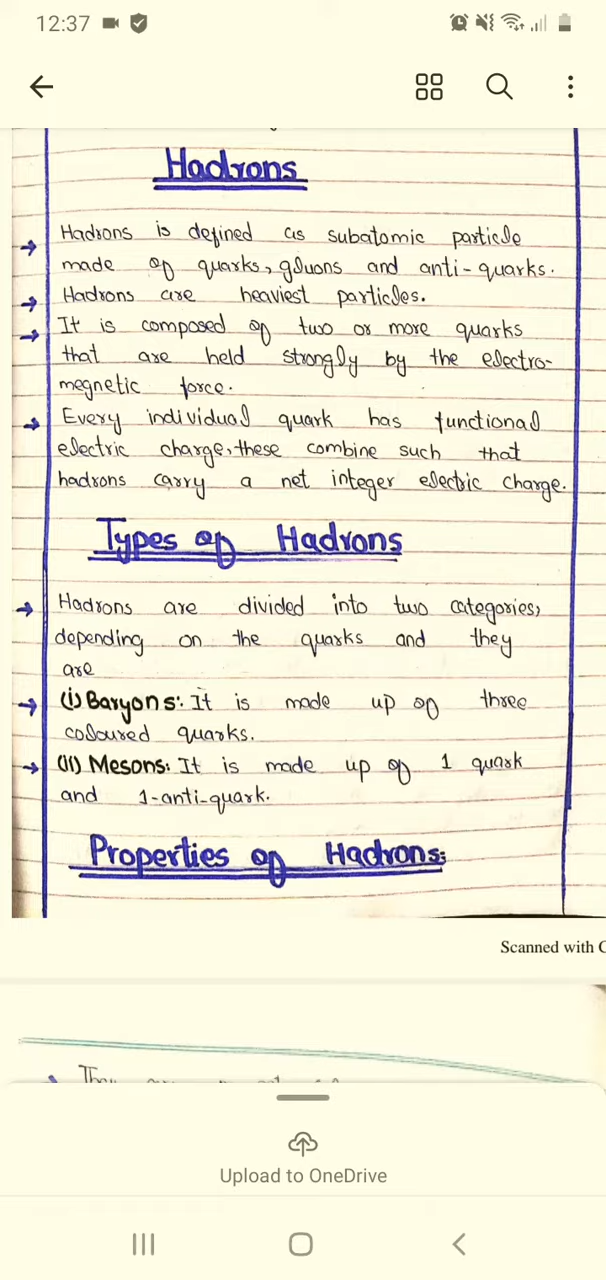 12:37
Hadrons
Hadrons is defined as subatomic particle
made of quarks, gluons and anti-quarks.
Hadrons are heaviest particles.
It is composed of two or more quarks
that are held strongly by the electro-
megnetic force.
Every individual quark has functional
electric charge, these combine such that
hadrons carry a net integer electric charge.
Types of Hadrons
Hadrons are divided into two categories,
depending on the quarks and they
are
(i) Baryons: It is made up of three
coloured quarks.
(ii) Mesons: It is made up of 1 quark
and 1-anti-quark.
Properties of Hadrons:
Scanned with C
Upload to OneDrive